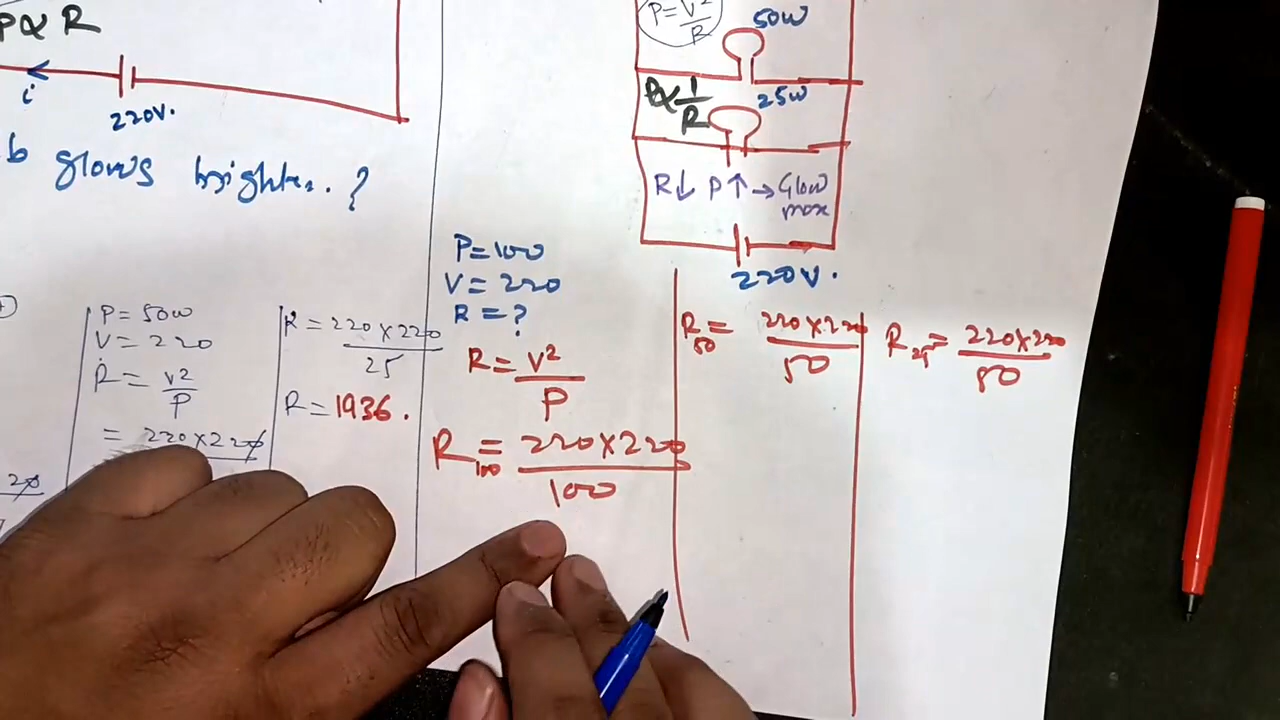 P∝R
i
220V.
b glows brighter.?
P = 50w
V = 220
R = V²/P
= 220×220
R = 220×220/25
R = 1936.
P=100
V=220
R=?
R = V²/P
R₁₀₀ = 220×220/100
P=V²/R
50w
P∝1/R
25w
R↓ P↑ → Glow
max
220V.
R₅₀ = 220×220/50
R₂₅ = 220×220/50